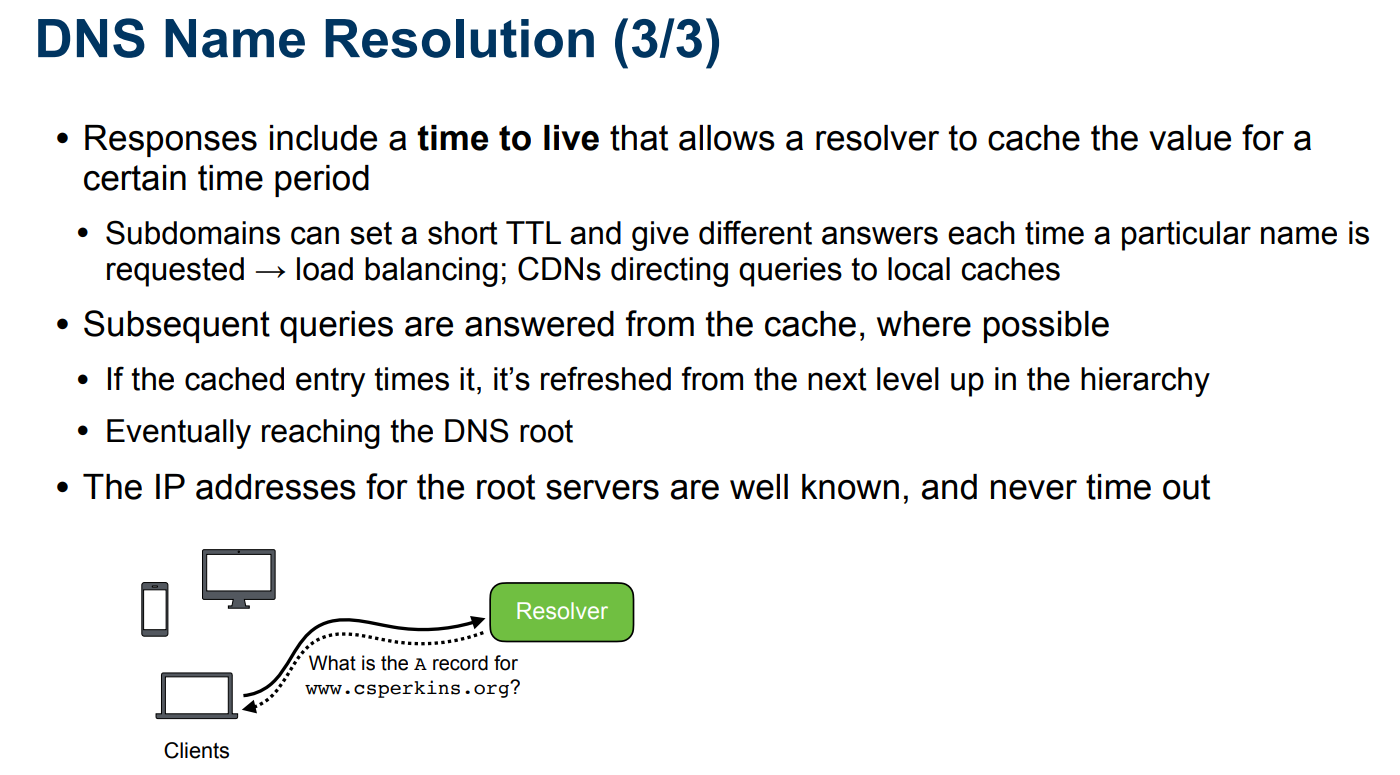 DNS Name Resolution (3/3)
• Responses include a time to live that allows a resolver to cache the value for a
certain time period
• Subdomains can set a short TTL and give different answers each time a particular name is
requested → load balancing; CDNs directing queries to local caches
• Subsequent queries are answered from the cache, where possible
• If the cached entry times it, it’s refreshed from the next level up in the hierarchy
• Eventually reaching the DNS root
• The IP addresses for the root servers are well known, and never time out
Resolver
What is the A record for
www.csperkins.org?
Clients